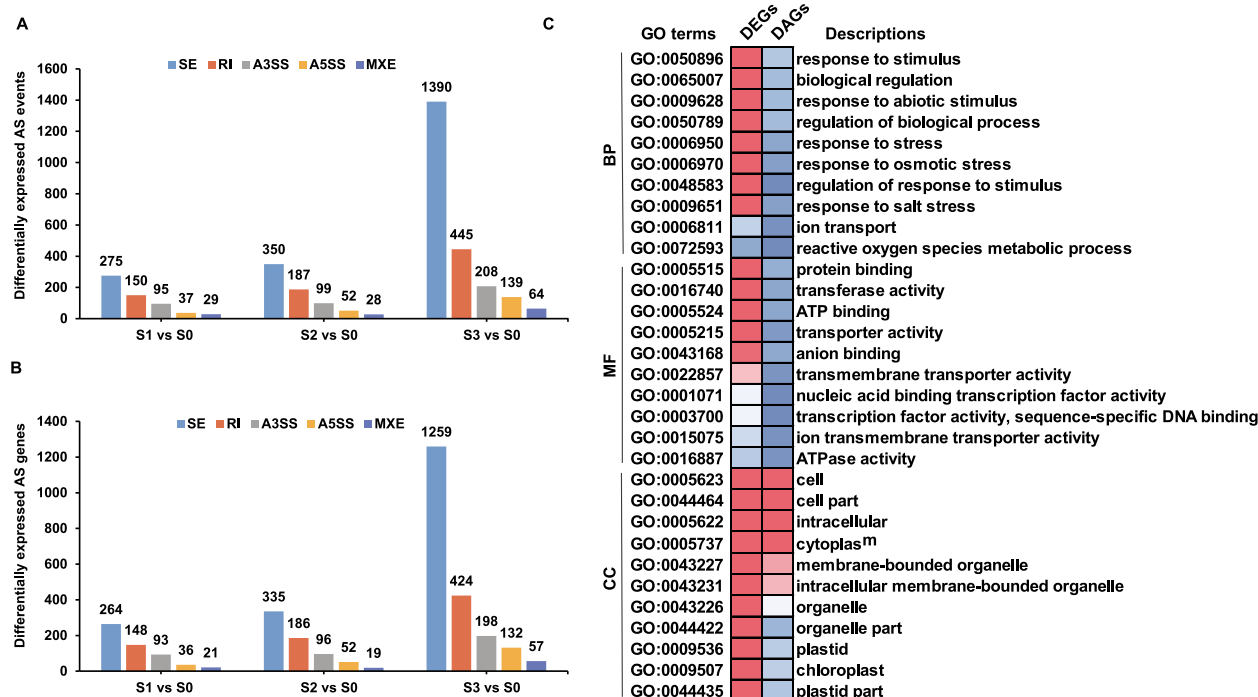 A
SE RI A3SS A5SS MXE
Differentially expressed AS events
1600
1400
1200
1000
800
600
400
200
0
275 150 95 37 29
350 187 99 52 28
1390 445 208 139 64
S1 vs S0 S2 vs S0 S3 vs S0
B
SE RI A3SS A5SS MXE
Differentially expressed AS genes
1400
1200
1000
800
600
400
200
0
264 148 93 36 21
335 186 96 52 19
1259 424 198 132 57
S1 vs S0 S2 vs S0 S3 vs S0
C
GO terms DEGs DAGs Descriptions
BP
GO:0050896 response to stimulus
GO:0065007 biological regulation
GO:0009628 response to abiotic stimulus
GO:0050789 regulation of biological process
GO:0006950 response to stress
GO:0006970 response to osmotic stress
GO:0048583 regulation of response to stimulus
GO:0009651 response to salt stress
GO:0006811 ion transport
GO:0072593 reactive oxygen species metabolic process
MF
GO:0005515 protein binding
GO:0016740 transferase activity
GO:0005524 ATP binding
GO:0005215 transporter activity
GO:0043168 anion binding
GO:0022857 transmembrane transporter activity
GO:0001071 nucleic acid binding transcription factor activity
GO:0003700 transcription factor activity, sequence-specific DNA binding
GO:0015075 ion transmembrane transporter activity
GO:0016887 ATPase activity
CC
GO:0005623 cell
GO:0044464 cell part
GO:0005622 intracellular
GO:0005737 cytoplasm
GO:0043227 membrane-bounded organelle
GO:0043231 intracellular membrane-bounded organelle
GO:0043226 organelle
GO:0044422 organelle part
GO:0009536 plastid
GO:0009507 chloroplast
GO:0044435 plastid part